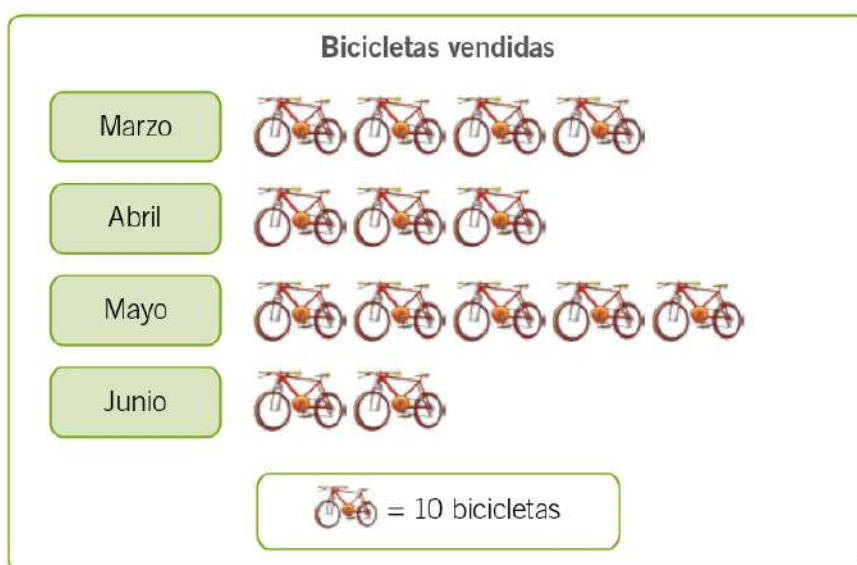 Bicicletas vendidas
Marzo
Abril
Mayo
Junio
= 10 bicicletas